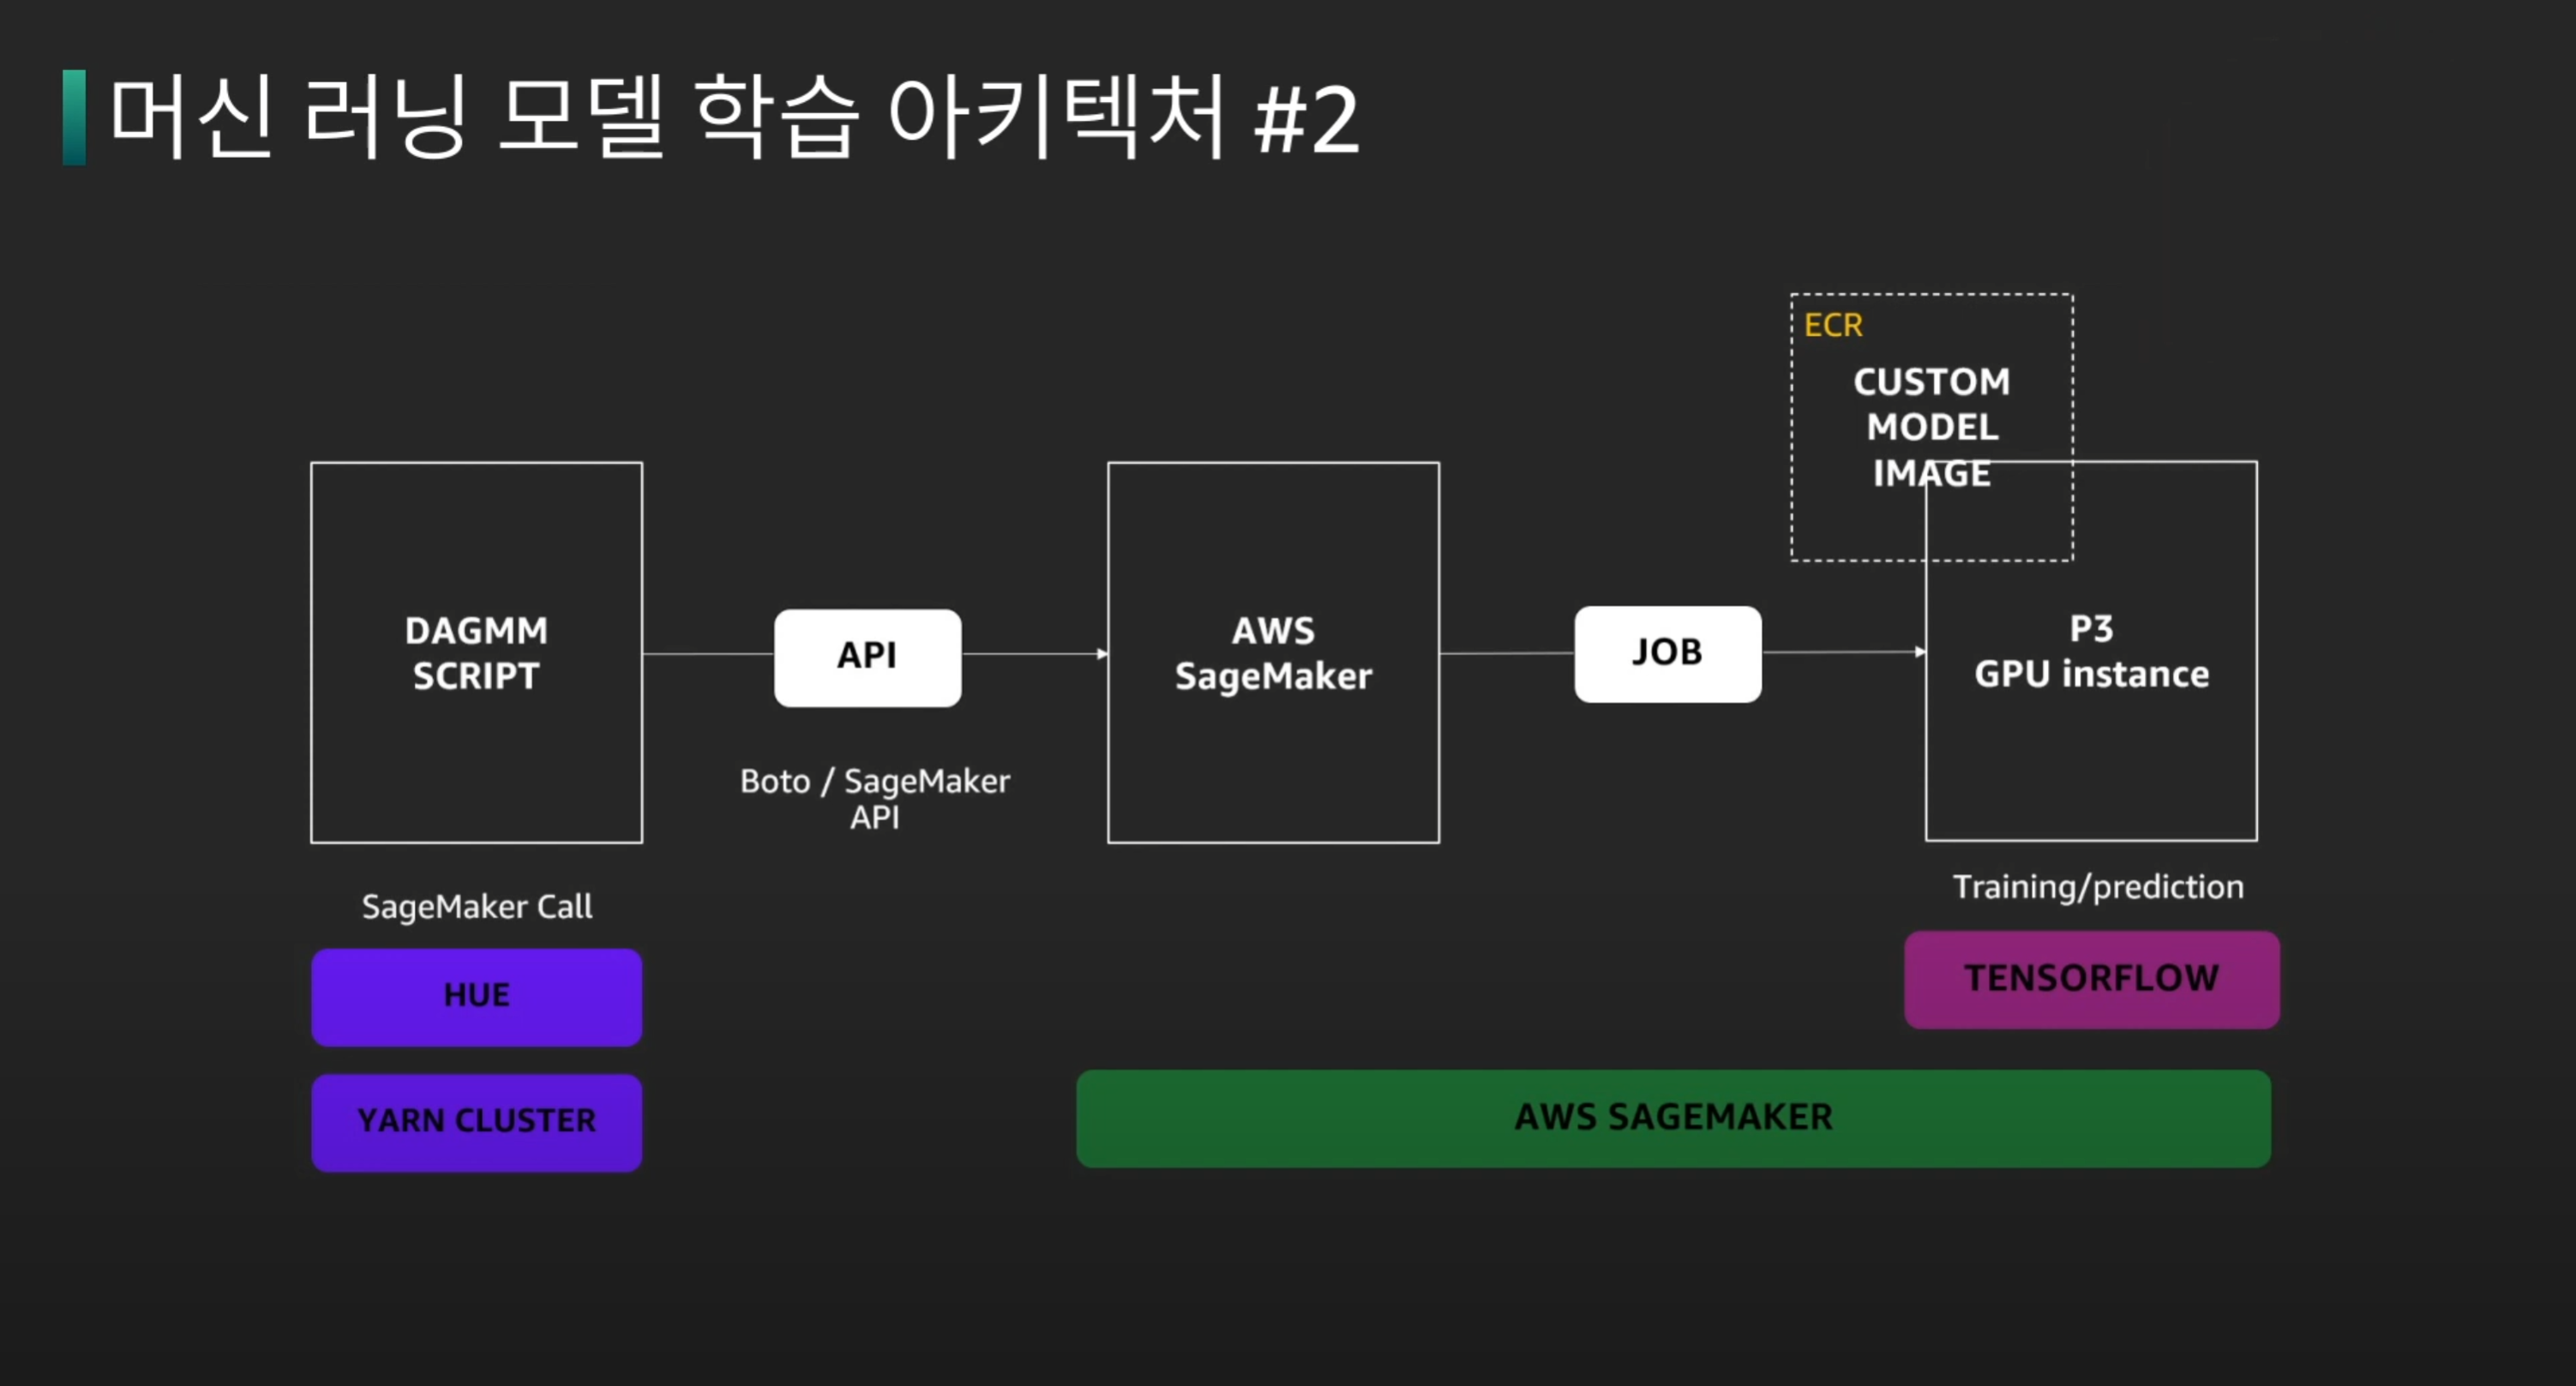 머신 러닝 모델 학습 아키텍처 #2
ECR
CUSTOM
MODEL
IMAGE
DAGMM
SCRIPT
API
Boto / SageMaker
API
AWS
SageMaker
JOB
P3
GPU instance
SageMaker Call
HUE
YARN CLUSTER
Training/prediction
TENSORFLOW
AWS SAGEMAKER